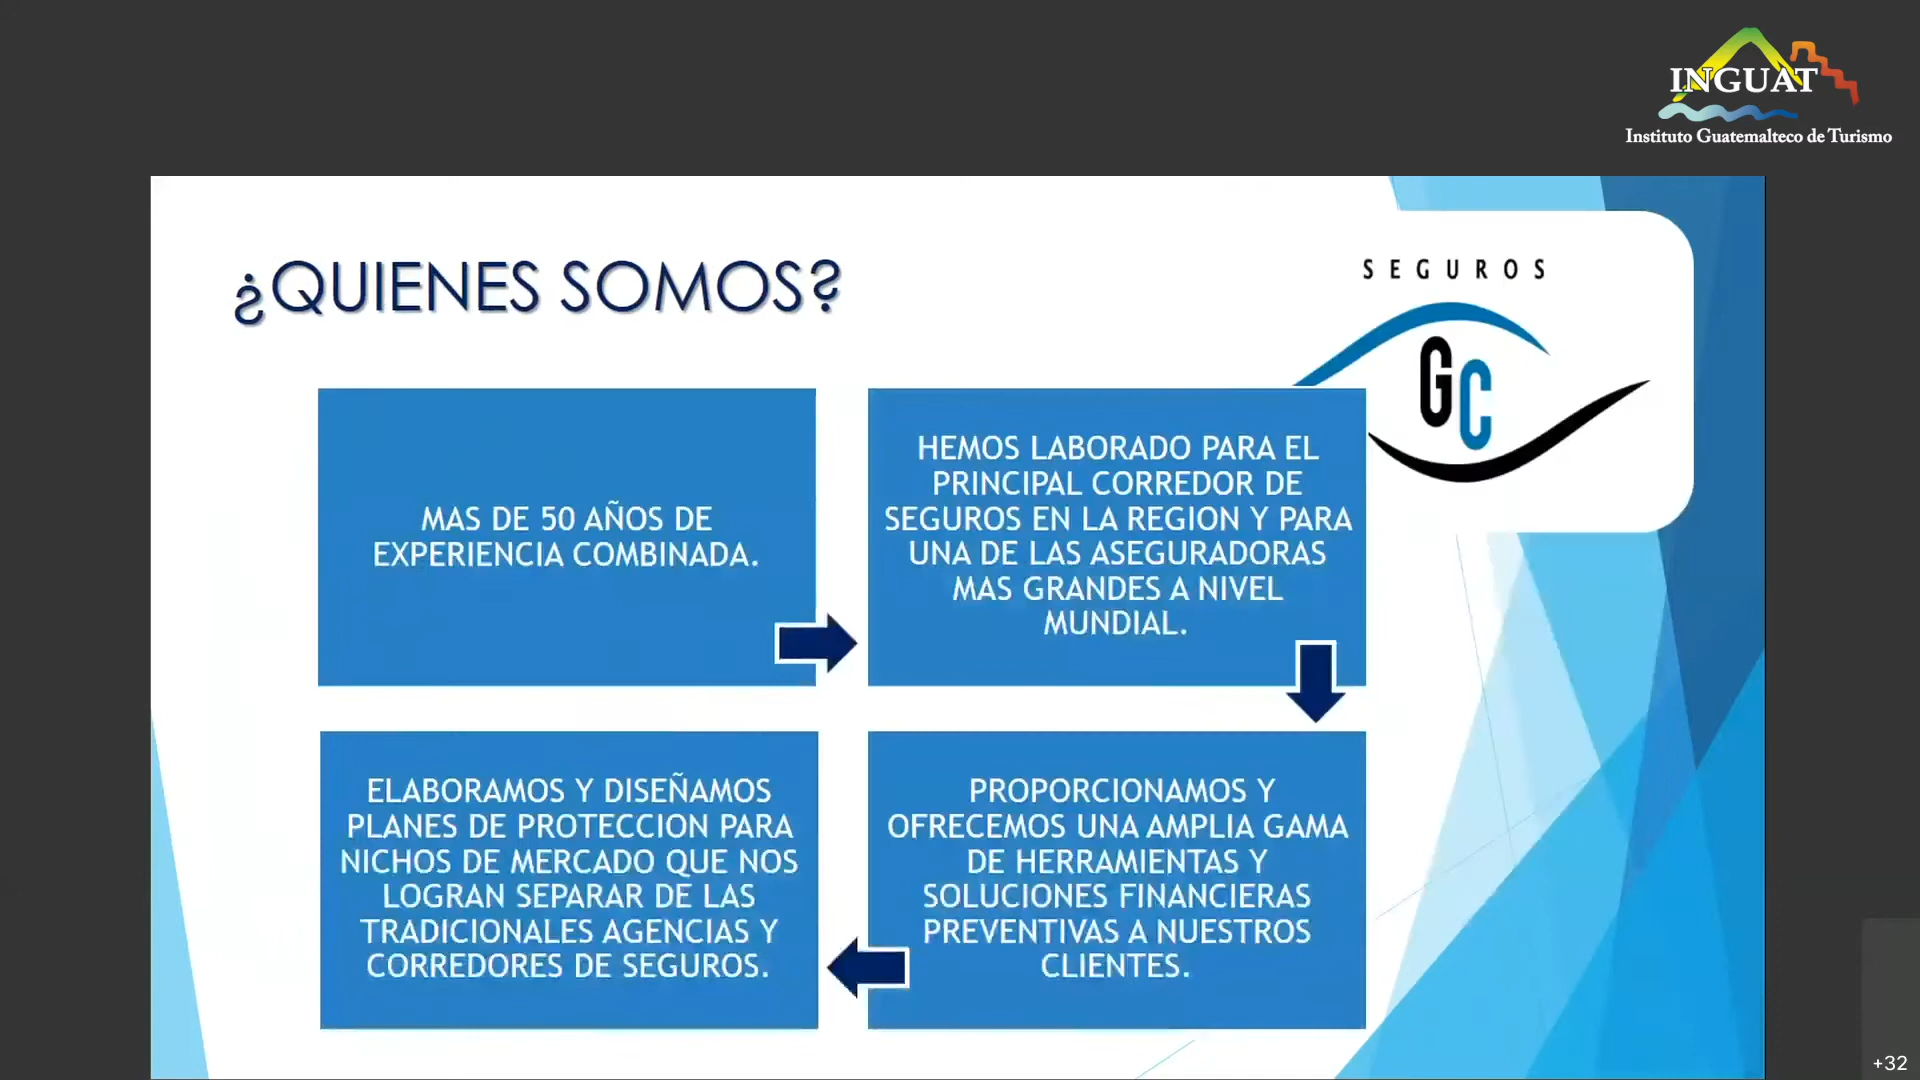 INGUAT
Instituto Guatemalteco de Turismo
¿QUIENES SOMOS?
SEGUROS
GC
MAS DE 50 AÑOS DE
EXPERIENCIA COMBINADA.
HEMOS LABORADO PARA EL
PRINCIPAL CORREDOR DE
SEGUROS EN LA REGION Y PARA
UNA DE LAS ASEGURADORAS
MAS GRANDES A NIVEL
MUNDIAL.
PROPORCIONAMOS Y
OFRECEMOS UNA AMPLIA GAMA
DE HERRAMIENTAS Y
SOLUCIONES FINANCIERAS
PREVENTIVAS A NUESTROS
CLIENTES.
ELABORAMOS Y DISEÑAMOS
PLANES DE PROTECCION PARA
NICHOS DE MERCADO QUE NOS
LOGRAN SEPARAR DE LAS
TRADICIONALES AGENCIAS Y
CORREDORES DE SEGUROS.
+32